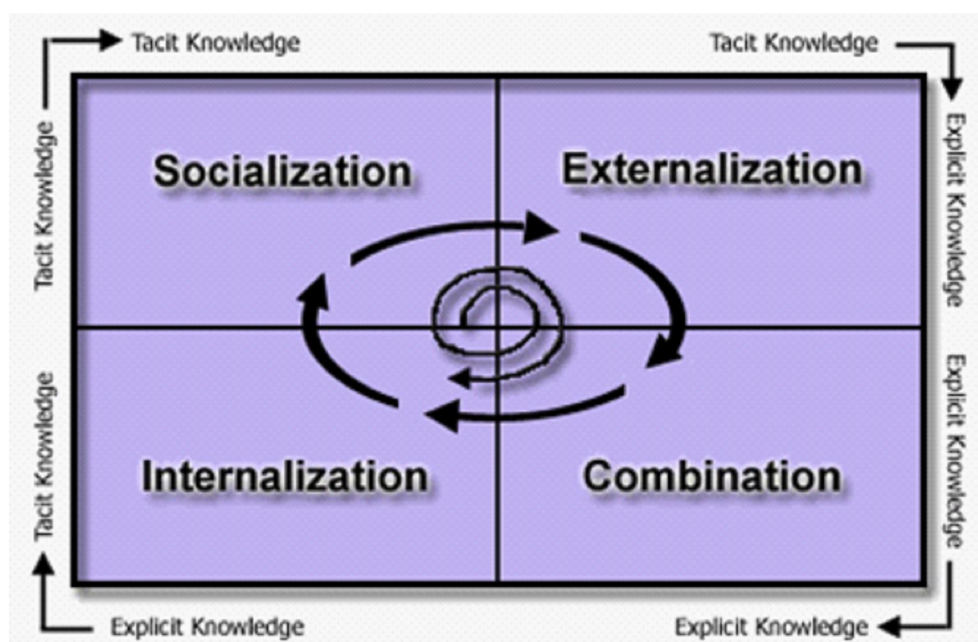 Tacit Knowledge
Tacit Knowledge
Tacit Knowledge
Explicit Knowledge
Socialization
Externalization
Internalization
Combination
Tacit Knowledge
Explicit Knowledge
Explicit Knowledge
Explicit Knowledge